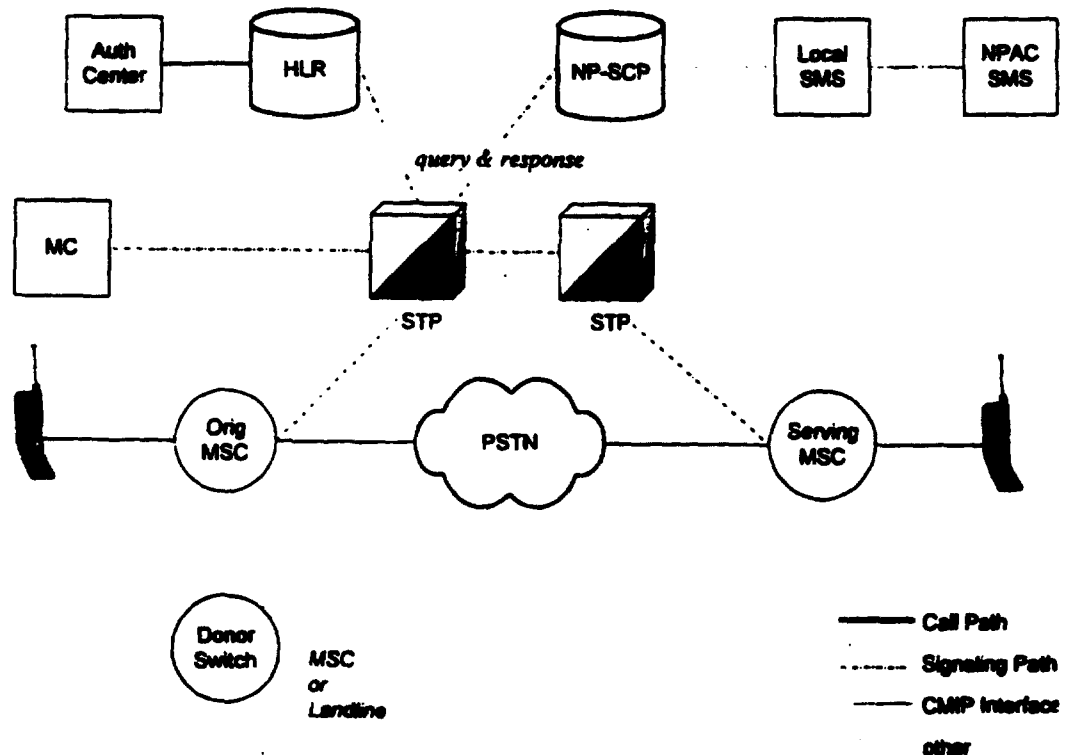 Auth
Center
HLR
NP-SCP
Local
SMS
NPAC
SMS
query & response
MC
STP
STP
Orig
MSC
PSTN
Serving
MSC
Donor
Switch
MSC
or
Landline
Call Path
Signaling Path
CMIP Interface
other